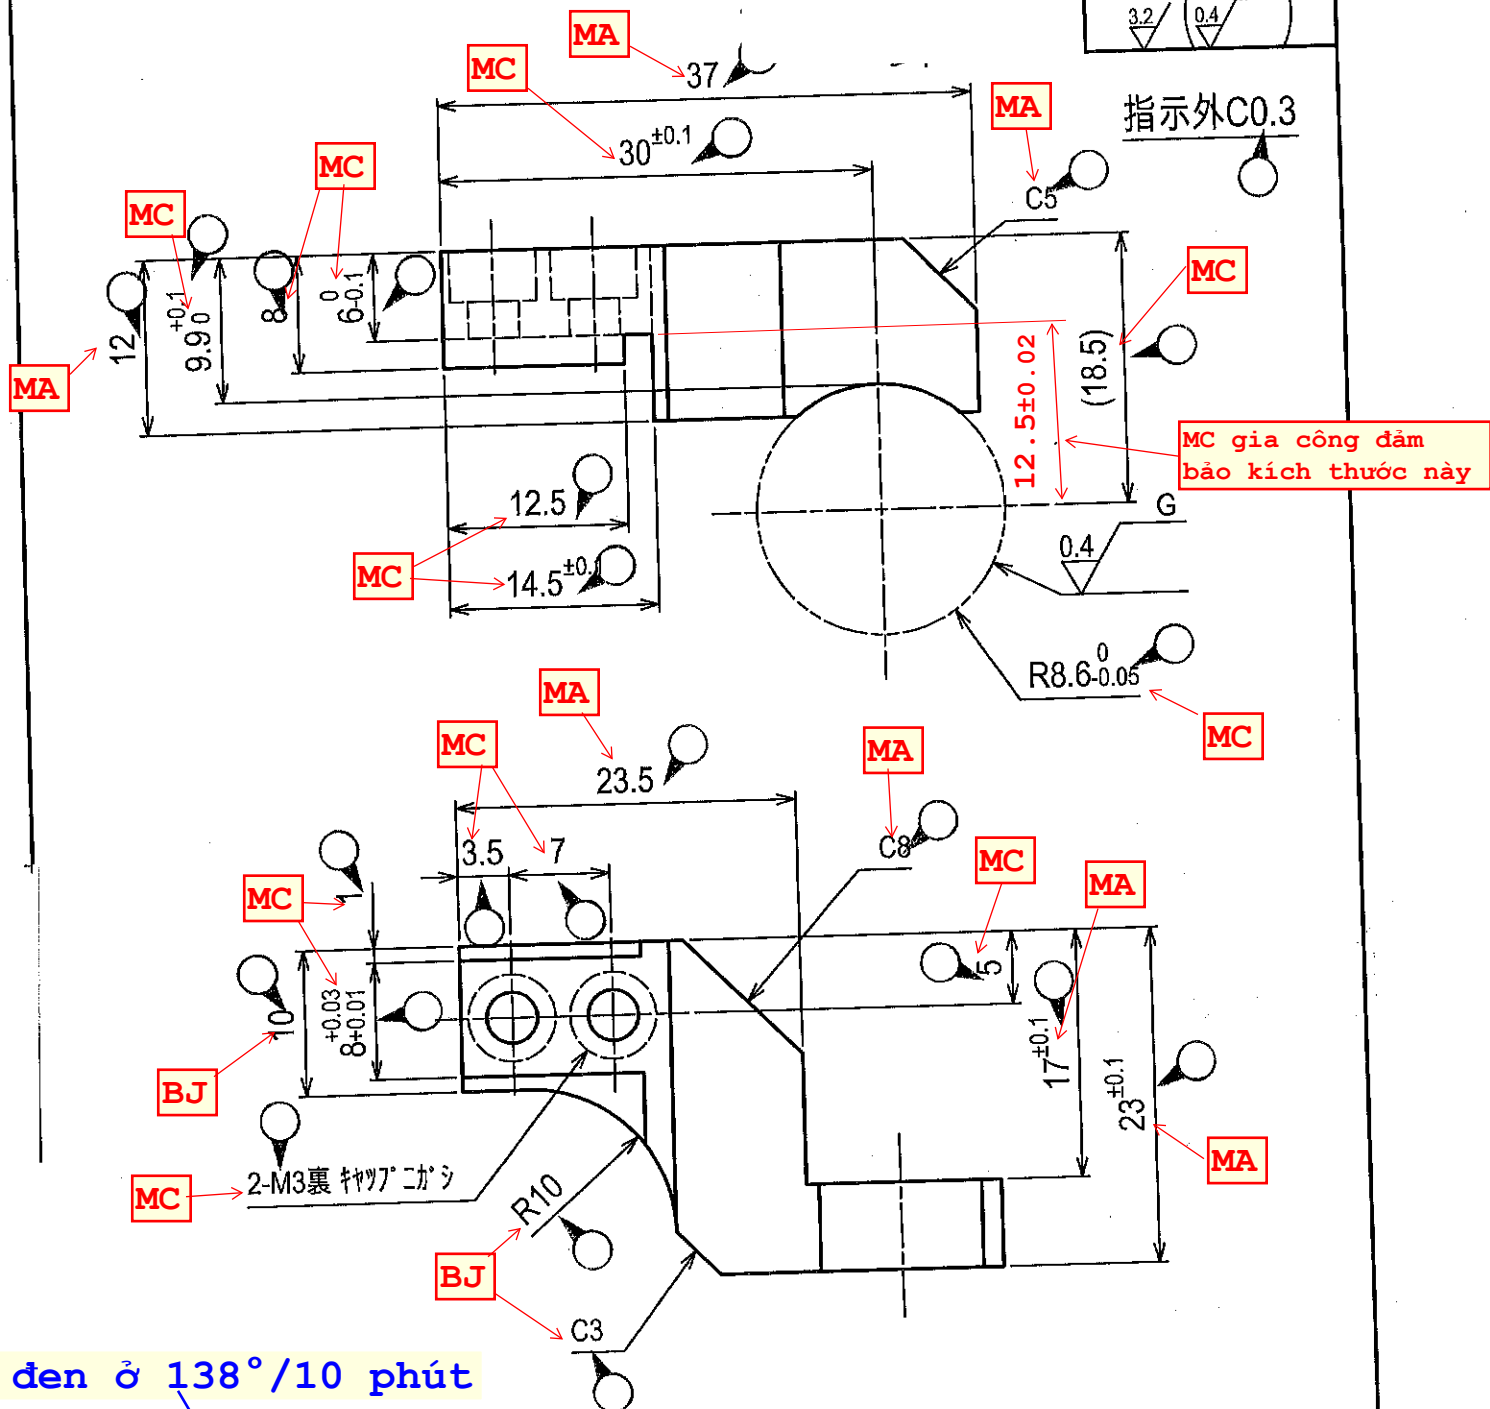 3.2 0.4
MA
MC
37
MA
指示外C0.3
30±0.1
MC
C5
MC
MC
12
+0.1
9.9 0
8
0
6-0.1
MA
12.5±0.02
(18.5)
MC gia công đảm
bảo kích thước này
12.5
MC
14.5±0.
G
0.4
R8.6 0
-0.05
MC
MA
MC
23.5
MA
3.5
7
C8
MC
MA
MC
1
5
10
+0.03
8+0.01
17±0.1
23±0.1
BJ
MA
2-M3裏 ｷｬｯﾌﾟ ﾆｶﾞｼ
MC
R10
BJ
C3
đen ở 138°/10 phút